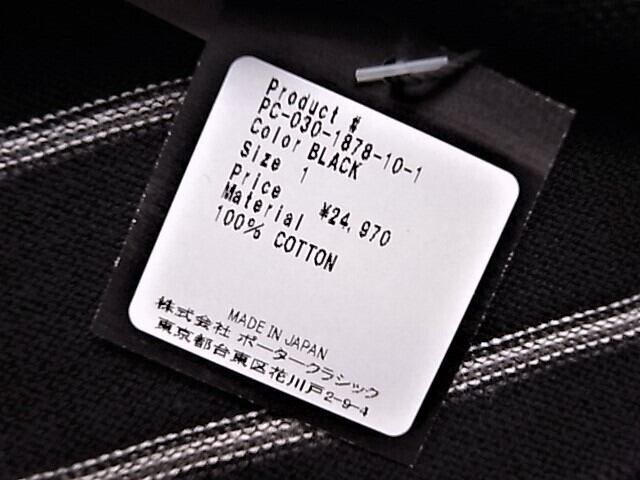 Product #
PC-030-1878-10-1
Color BLACK
Size 1
Price ¥24,970
Material
100% COTTON
MADE IN JAPAN
株式会社 ポータークラシック
東京都台東区花川戸2-9-4